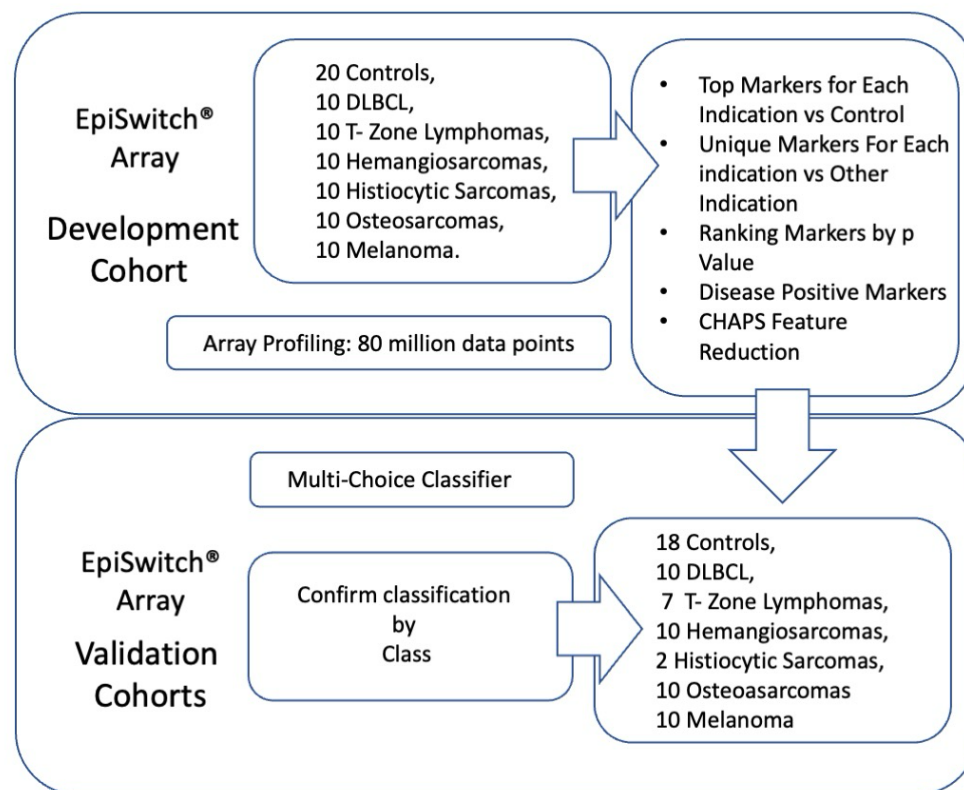 EpiSwitch®
Array
Development
Cohort
20 Controls,
10 DLBCL,
10 T- Zone Lymphomas,
10 Hemangiosarcomas,
10 Histiocytic Sarcomas,
10 Osteosarcomas,
10 Melanoma.
Array Profiling: 80 million data points
• Top Markers for Each
Indication vs Control
• Unique Markers For Each
indication vs Other
Indication
• Ranking Markers by p
Value
• Disease Positive Markers
• CHAPS Feature
Reduction
Multi-Choice Classifier
EpiSwitch®
Array
Validation
Cohorts
Confirm classification
by
Class
18 Controls,
10 DLBCL,
7 T- Zone Lymphomas,
10 Hemangiosarcomas,
2 Histiocytic Sarcomas,
10 Osteoasarcomas
10 Melanoma